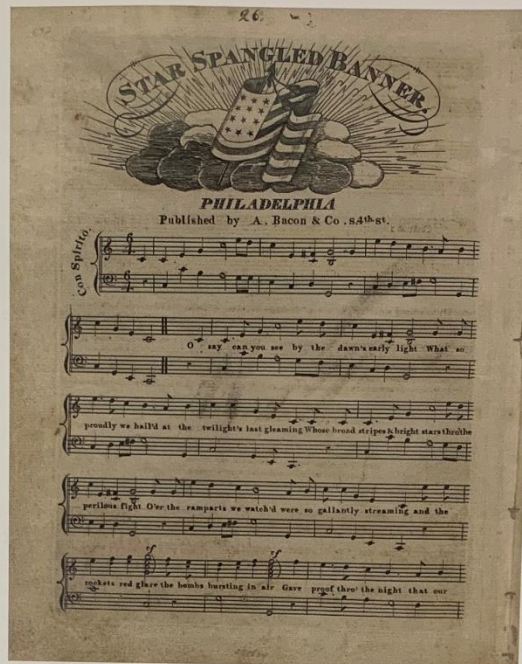 26.
STAR SPANGLED BANNER.
PHILADELPHIA
Published by A. Bacon & Co. S.4th St.
Con Spirito.
O say can you see by the dawn's early light What so
proudly we hail'd at the twilight's last gleaming Whose broad stripes & bright stars thro' the
perilous fight O'er the ramparts we watch'd were so gallantly streaming and the
sf sf
rockets red glare the bombs bursting in air Gave proof thro' the night that our